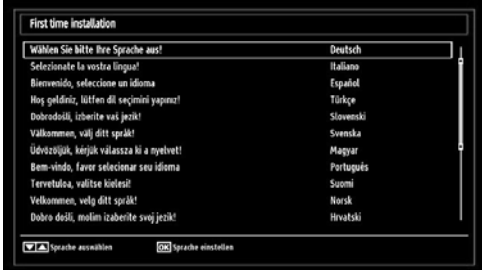 First time installation
Wählen Sie bitte Ihre Sprache aus! Deutsch
Selezionate la vostra lingua! Italiano
Bienvenido, seleccione un idioma Español
Hoş geldiniz, lütfen dil seçimini yapınız! Türkçe
Dobrodošli, izberite vaš jezik! Slovenski
Välkommen, välj ditt språk! Svenska
Üdvözöljük, kérjük válassza ki a nyelvet! Magyar
Bem-vindo, favor selecionar seu idioma Português
Tervetuloa, valitse kielesi! Suomi
Velkommen, velg ditt språk! Norsk
Dobro došli, molim izaberite svoj jezik! Hrvatski
Sprache auswählen OK Sprache einstellen